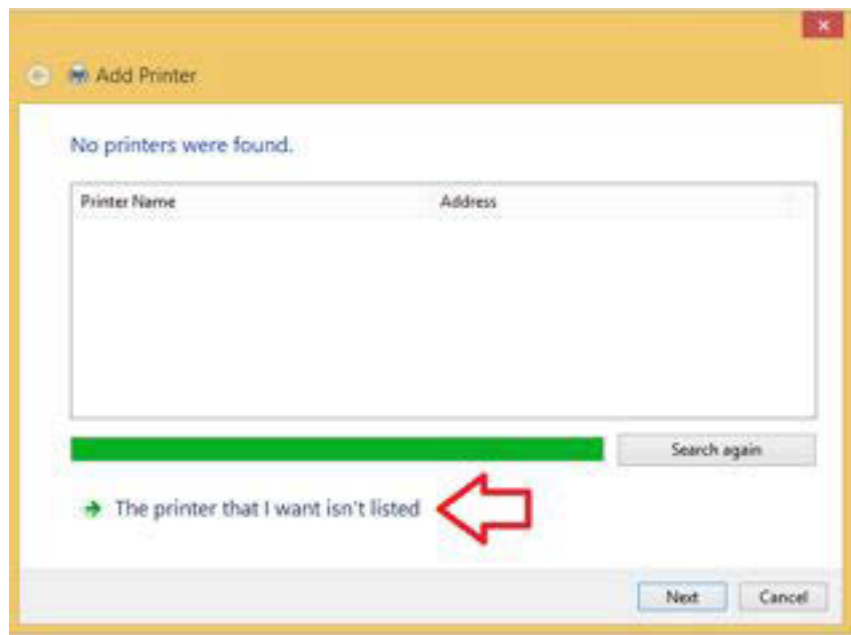 Add Printer
No printers were found.
Printer Name Address
Search again
The printer that I want isn't listed
Next Cancel